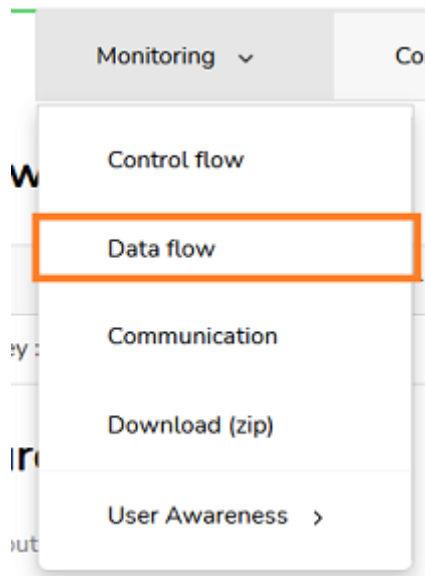 Monitoring
Control flow
Data flow
Communication
Download (zip)
User Awareness